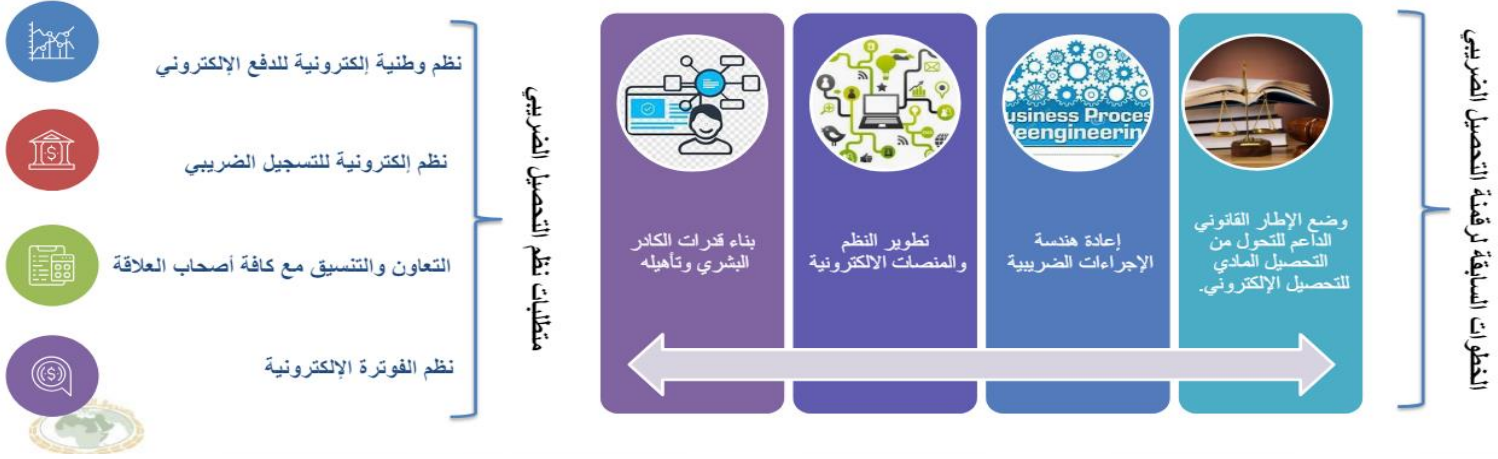 الخطوات السابقة لرقمنة التحصيل الضريبي
وضع الإطار القانوني
الداعم للتحول من
التحصيل المادي
للتحصيل الإلكتروني.
usiness Proces
eengineerin
إعادة هندسة
الإجراءات الضريبية
تطوير النظم
والمنصات الالكترونية
بناء قدرات الكادر
البشري وتأهيله
متطلبات نظم التحصيل الضريبي
نظم وطنية إلكترونية للدفع الإلكتروني
نظم إلكترونية للتسجيل الضريبي
التعاون والتنسيق مع كافة أصحاب العلاقة
نظم الفوترة الإلكترونية